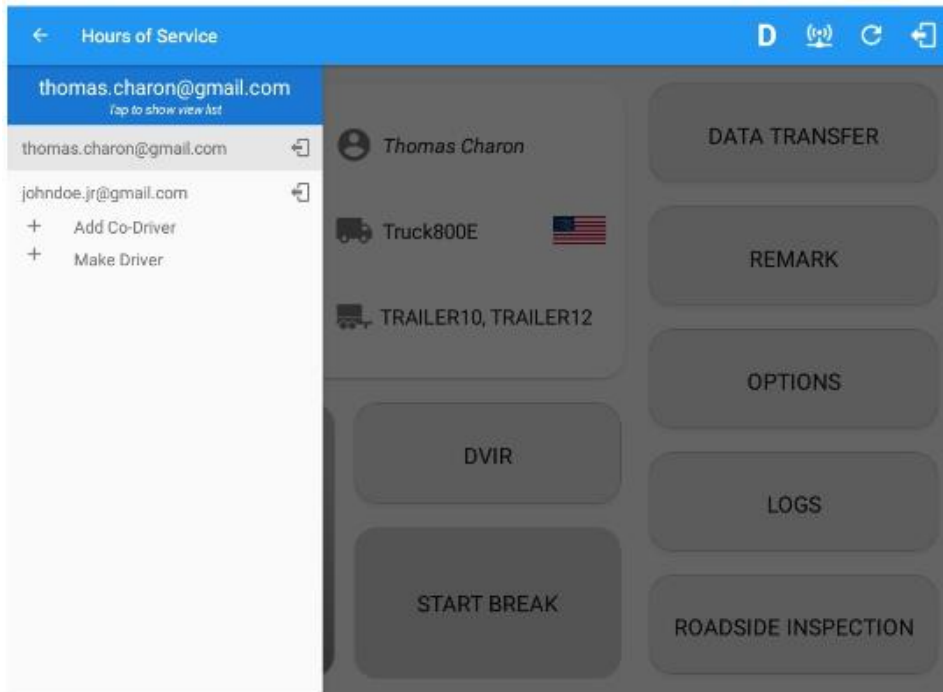 Hours of Service
D
thomas.charon@gmail.com
Tap to show view list
thomas.charon@gmail.com
johndoe.jr@gmail.com
+ Add Co-Driver
+ Make Driver
Thomas Charon
Truck800E
TRAILER10, TRAILER12
DVIR
START BREAK
DATA TRANSFER
REMARK
OPTIONS
LOGS
ROADSIDE INSPECTION